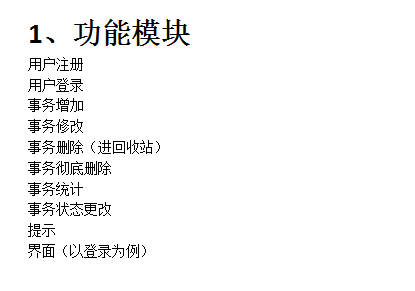 1、功能模块
用户注册
用户登录
事务增加
事务修改
事务删除（进回收站）
事务彻底删除
事务统计
事务状态更改
提示
界面（以登录为例）